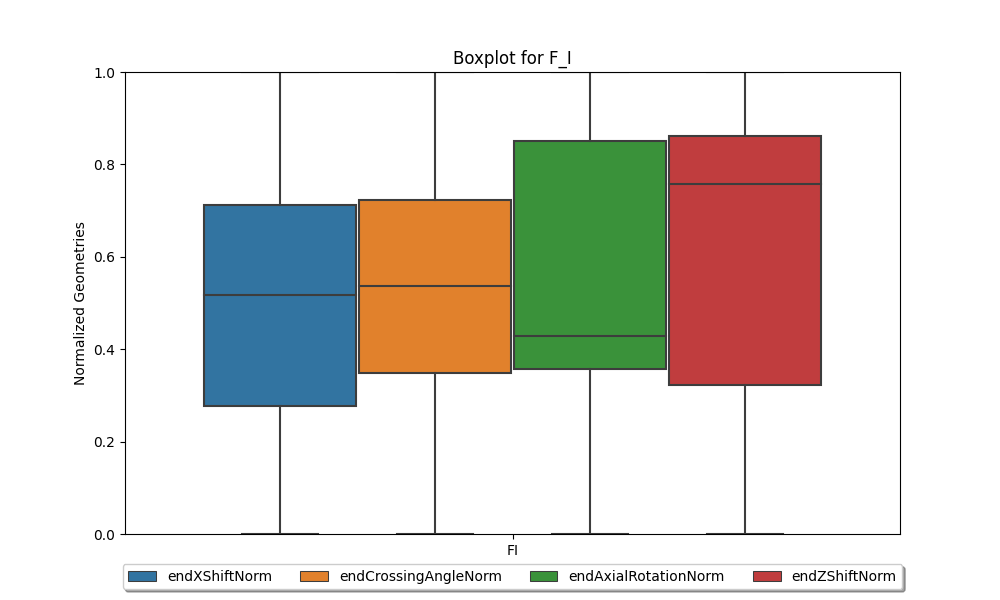 Boxplot for F_I
Normalized Geometries
1.0
0.8
0.6
0.4
0.2
0.0
FI
endXShiftNorm endCrossingAngleNorm endAxialRotationNorm endZShiftNorm